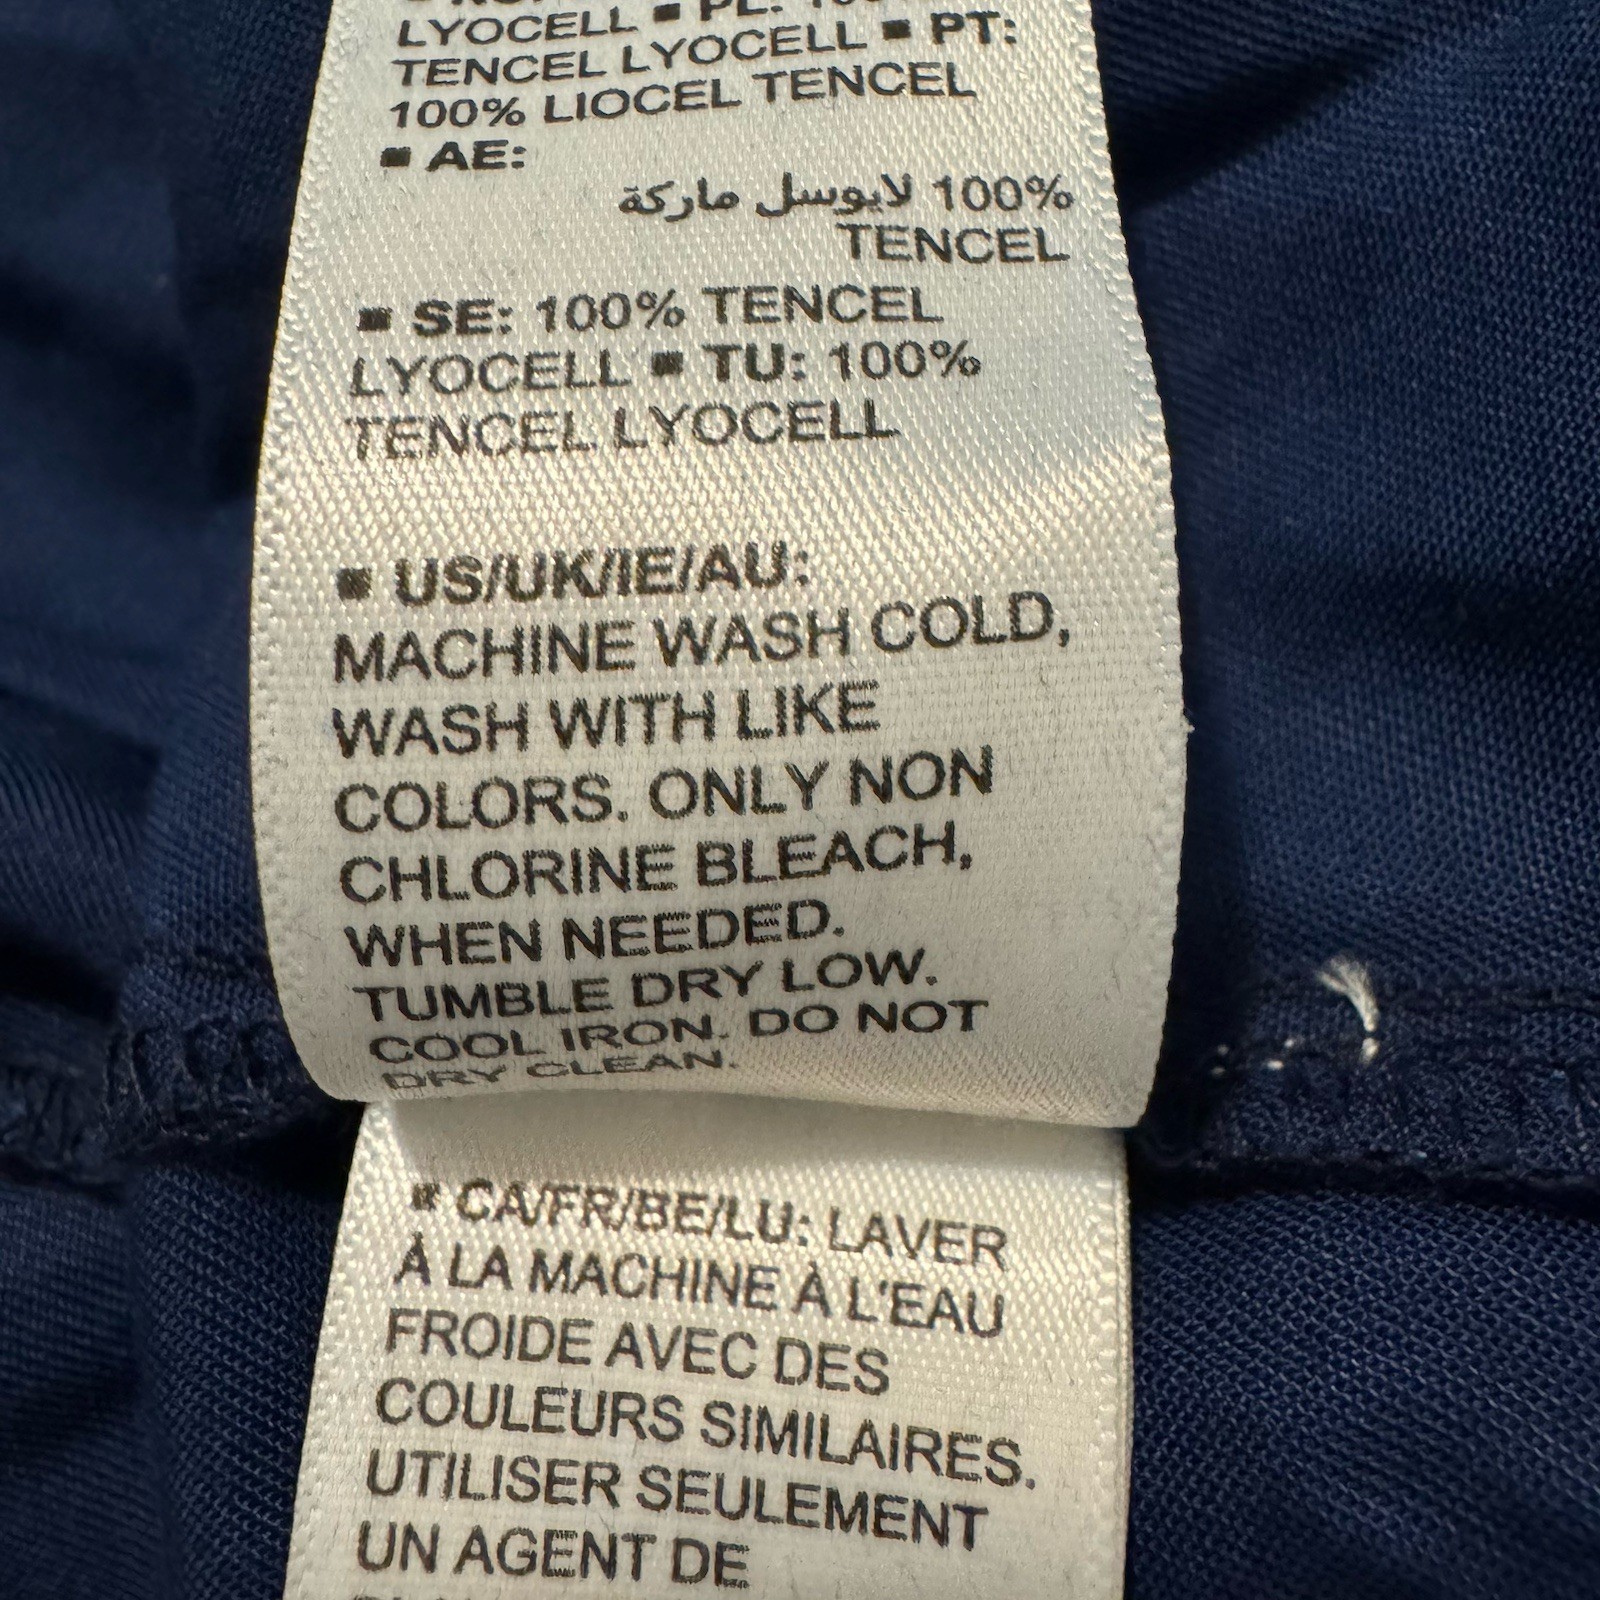 LYOCELL ■ PL:
TENCEL LYOCELL ■ PT:
100% LIOCEL TENCEL
■ AE:
100% لايوسل ماركة
TENCEL
■ SE: 100% TENCEL
LYOCELL ■ TU: 100%
TENCEL LYOCELL
■ US/UK/IE/AU:
MACHINE WASH COLD,
WASH WITH LIKE
COLORS. ONLY NON
CHLORINE BLEACH,
WHEN NEEDED.
TUMBLE DRY LOW.
COOL IRON. DO NOT
DRY CLEAN.
■ CA/FR/BE/LU: LAVER
À LA MACHINE À L'EAU
FROIDE AVEC DES
COULEURS SIMILAIRES.
UTILISER SEULEMENT
UN AGENT DE